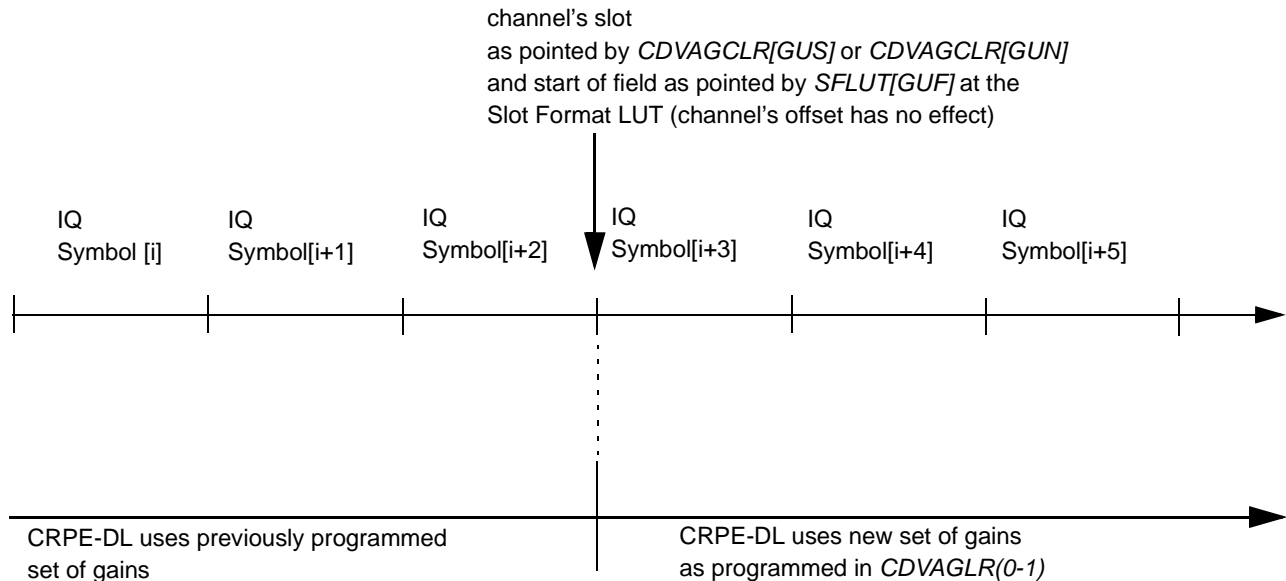 channel's slot
as pointed by CDVAGCLR[GUS] or CDVAGCLR[GUN]
and start of field as pointed by SFLUT[GUF] at the
Slot Format LUT (channel's offset has no effect)
IQ
Symbol [i]
IQ
Symbol[i+1]
IQ
Symbol[i+2]
IQ
Symbol[i+3]
IQ
Symbol[i+4]
IQ
Symbol[i+5]
CRPE-DL uses previously programmed
set of gains
CRPE-DL uses new set of gains
as programmed in CDVAGLR(0-1)